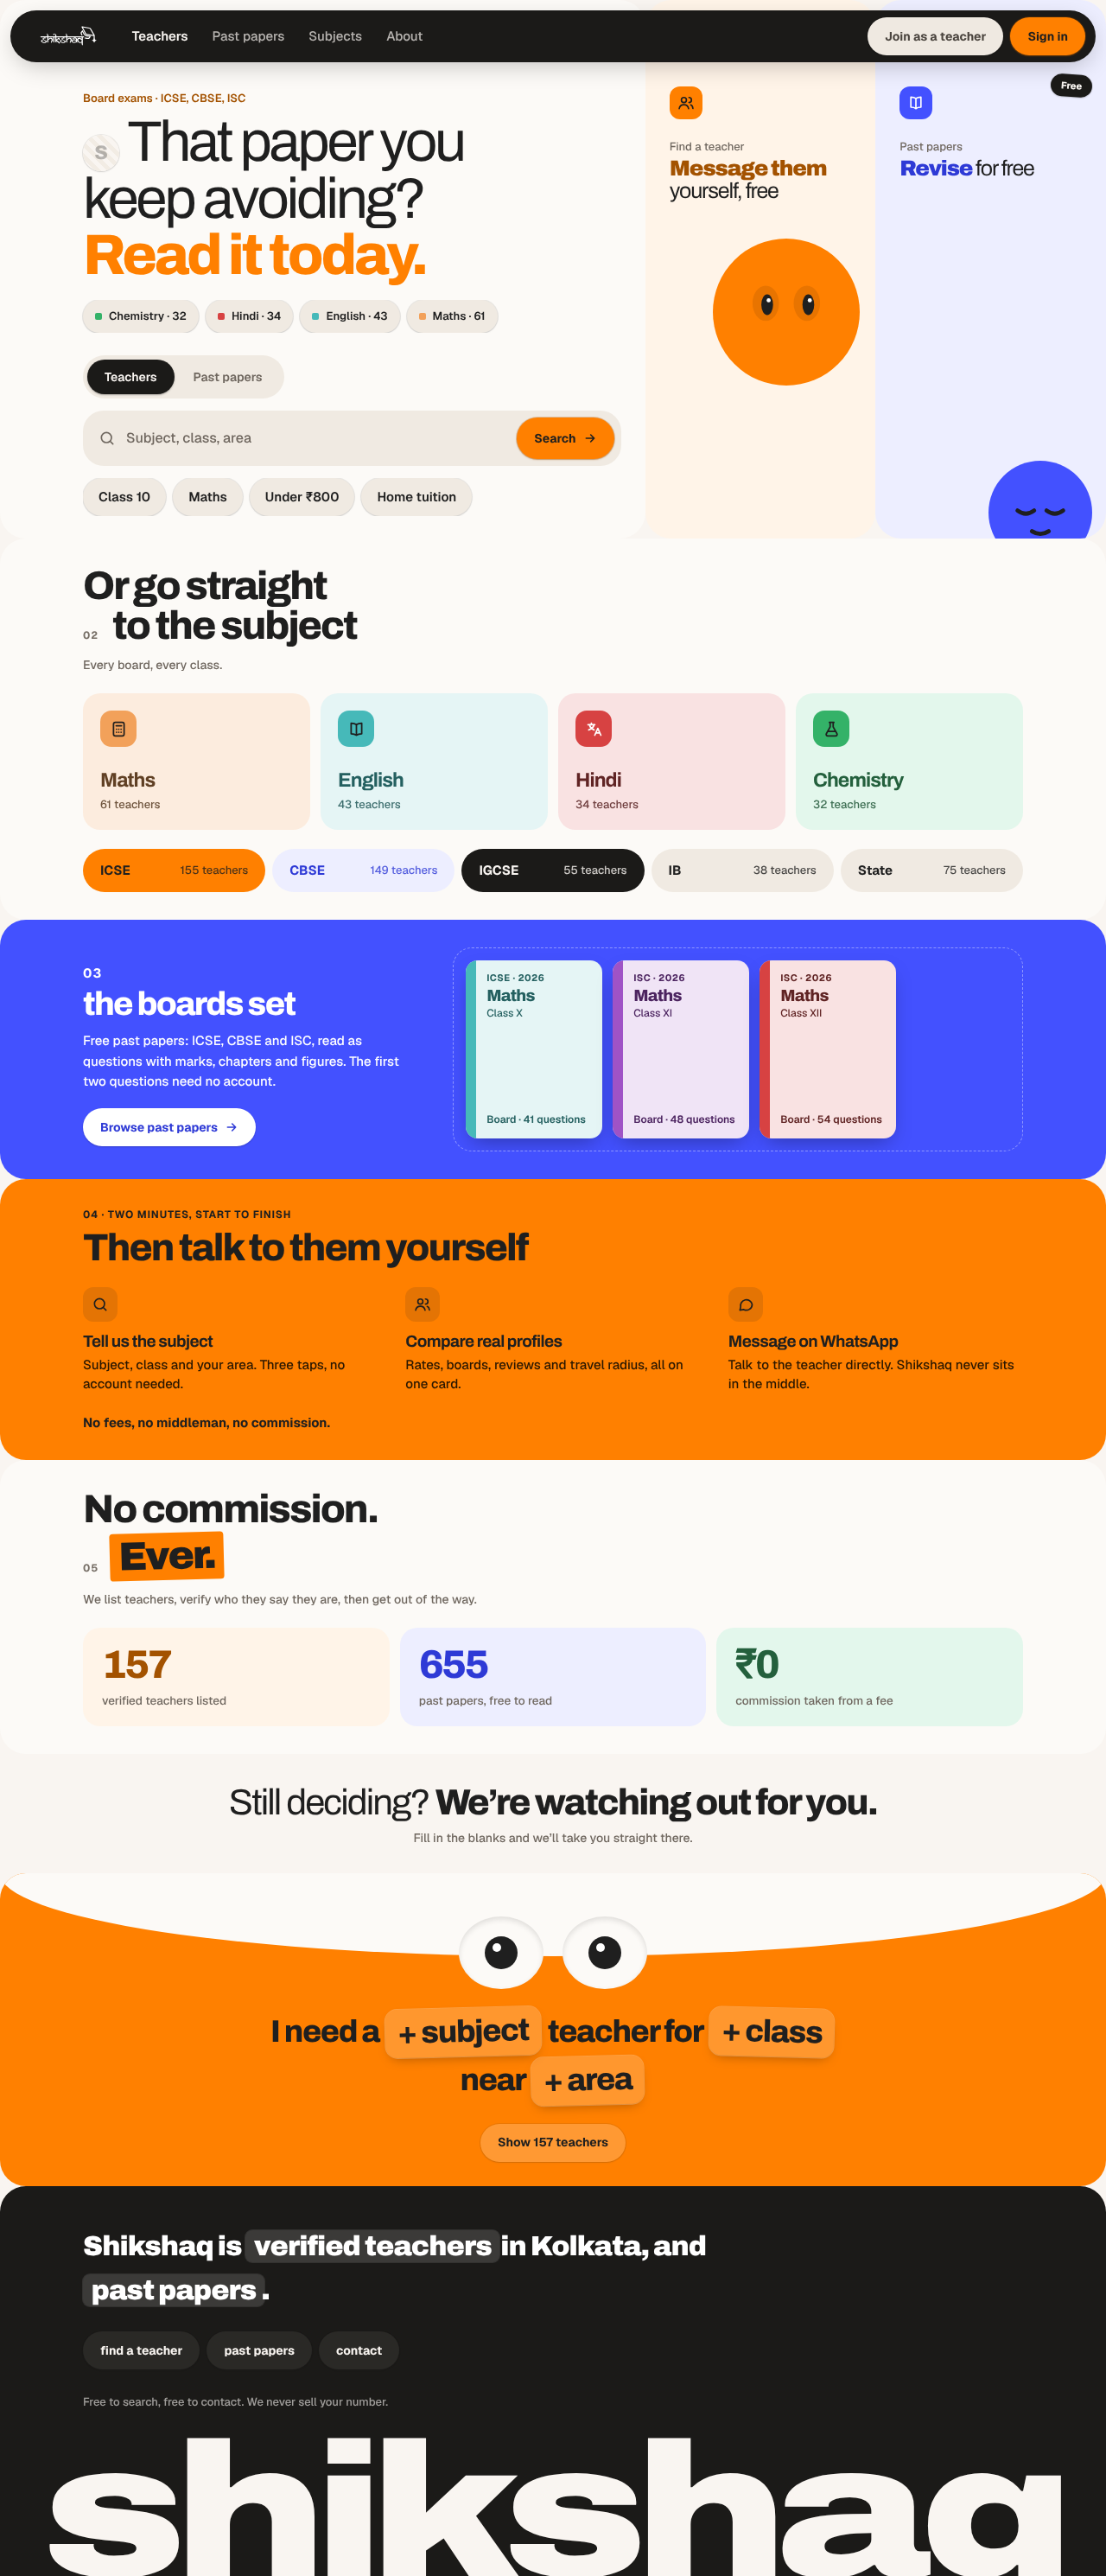 shikshaq
Teachers
Past papers
Subjects
About
Join as a teacher
Sign in
Board exams · ICSE, CBSE, ISC
S
That paper you
keep avoiding?
Read it today.
Chemistry · 32
Hindi · 34
English · 43
Maths · 61
Teachers
Past papers
Subject, class, area
Search →
Class 10
Maths
Under ₹800
Home tuition
Find a teacher
Message them
yourself, free
Free
Past papers
Revise for free
Or go straight
02 to the subject
Every board, every class.
Maths
61 teachers
English
43 teachers
Hindi
34 teachers
Chemistry
32 teachers
ICSE 155 teachers
CBSE 149 teachers
IGCSE 55 teachers
IB 38 teachers
State 75 teachers
03
the boards set
Free past papers: ICSE, CBSE and ISC, read as
questions with marks, chapters and figures. The first
two questions need no account.
Browse past papers →
ICSE · 2026
Maths
Class X
Board · 41 questions
ISC · 2026
Maths
Class XI
Board · 48 questions
ISC · 2026
Maths
Class XII
Board · 54 questions
04 · TWO MINUTES, START TO FINISH
Then talk to them yourself
Tell us the subject
Subject, class and your area. Three taps, no
account needed.
Compare real profiles
Rates, boards, reviews and travel radius, all on
one card.
Message on WhatsApp
Talk to the teacher directly. Shikshaq never sits
in the middle.
No fees, no middleman, no commission.
No commission.
05 Ever.
We list teachers, verify who they say they are, then get out of the way.
157
verified teachers listed
655
past papers, free to read
₹0
commission taken from a fee
Still deciding? We’re watching out for you.
Fill in the blanks and we’ll take you straight there.
I need a + subject teacher for + class
near + area
Show 157 teachers
Shikshaq is verified teachers in Kolkata, and
past papers .
find a teacher
past papers
contact
Free to search, free to contact. We never sell your number.
shikshaq